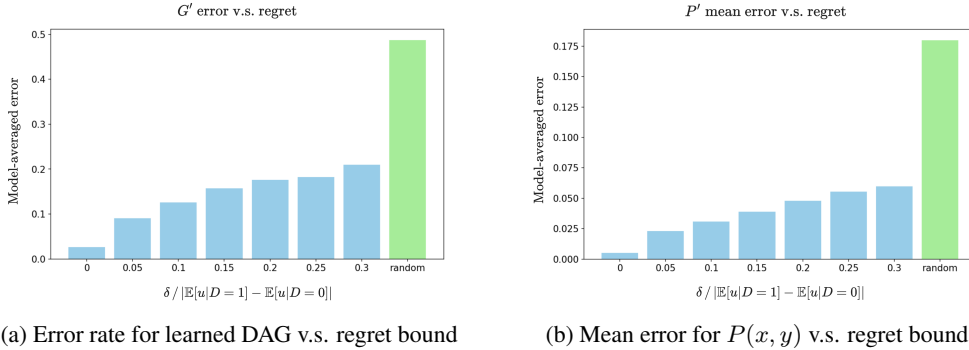 G′ error v.s. regret
Model-averaged error
0.5
0.4
0.3
0.2
0.1
0.0
0 0.05 0.1 0.15 0.2 0.25 0.3 random
δ / |𝔼[u|D = 1] − 𝔼[u|D = 0]|
(a) Error rate for learned DAG v.s. regret bound
P′ mean error v.s. regret
Model-averaged error
0.175
0.150
0.125
0.100
0.075
0.050
0.025
0.000
0 0.05 0.1 0.15 0.2 0.25 0.3 random
δ / |𝔼[u|D = 1] − 𝔼[u|D = 0]|
(b) Mean error for P(x, y) v.s. regret bound